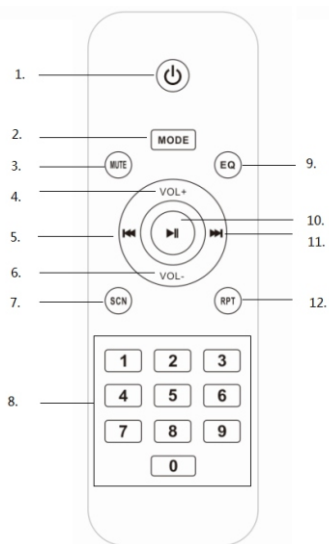 1.
2. MODE
3. MUTE EQ 9.
4. VOL+
10.
5. 11.
6. VOL-
7. SCN RPT 12.
1 2 3
8. 4 5 6
7 8 9
0